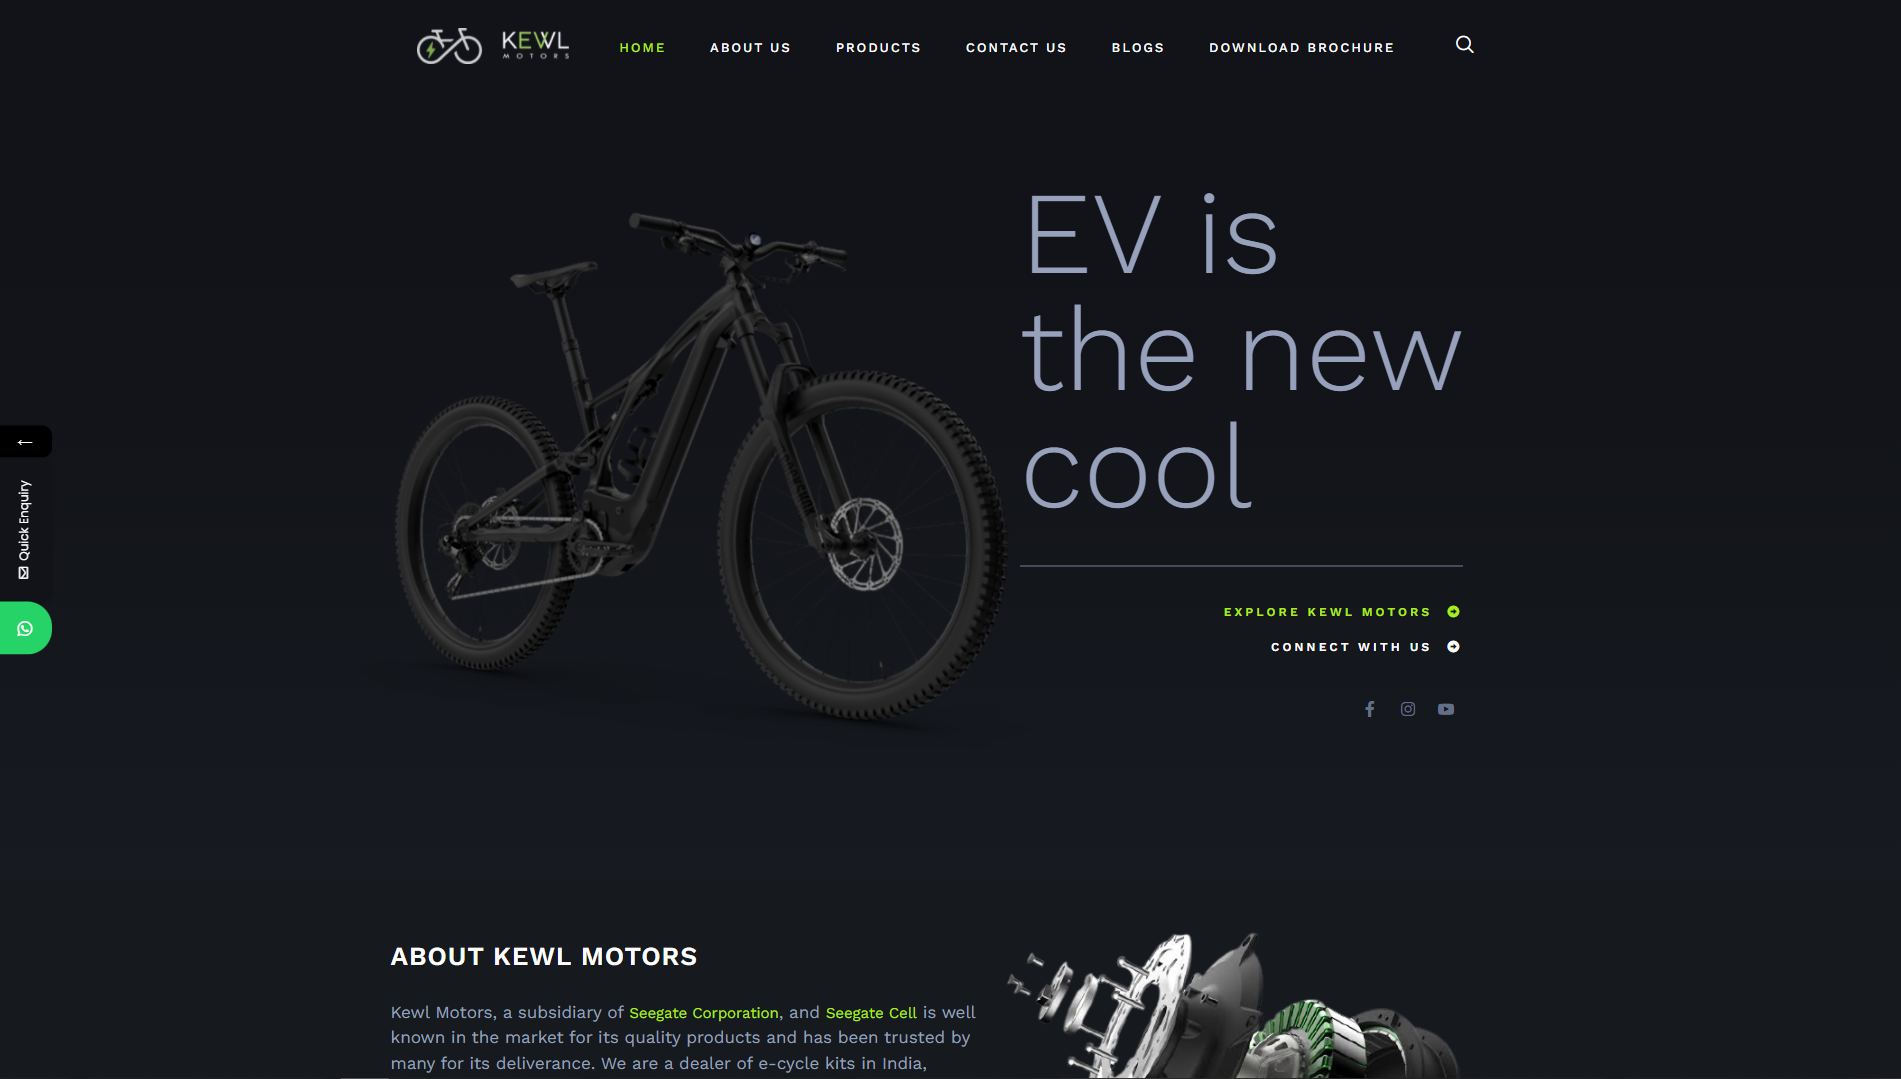 KEWL
MOTORS
HOME
ABOUT US
PRODUCTS
CONTACT US
BLOGS
DOWNLOAD BROCHURE
EV is
the new
cool
Quick Enquiry
EXPLORE KEWL MOTORS
CONNECT WITH US
ABOUT KEWL MOTORS
Kewl Motors, a subsidiary of Seegate Corporation, and Seegate Cell is well
known in the market for its quality products and has been trusted by
many for its deliverance. We are a dealer of e-cycle kits in India,